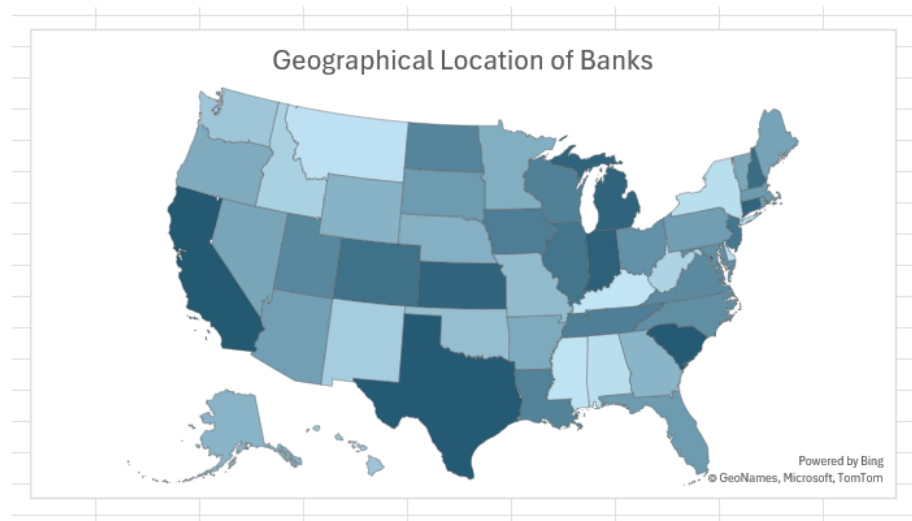 Geographical Location of Banks
Powered by Bing
© GeoNames, Microsoft, TomTom